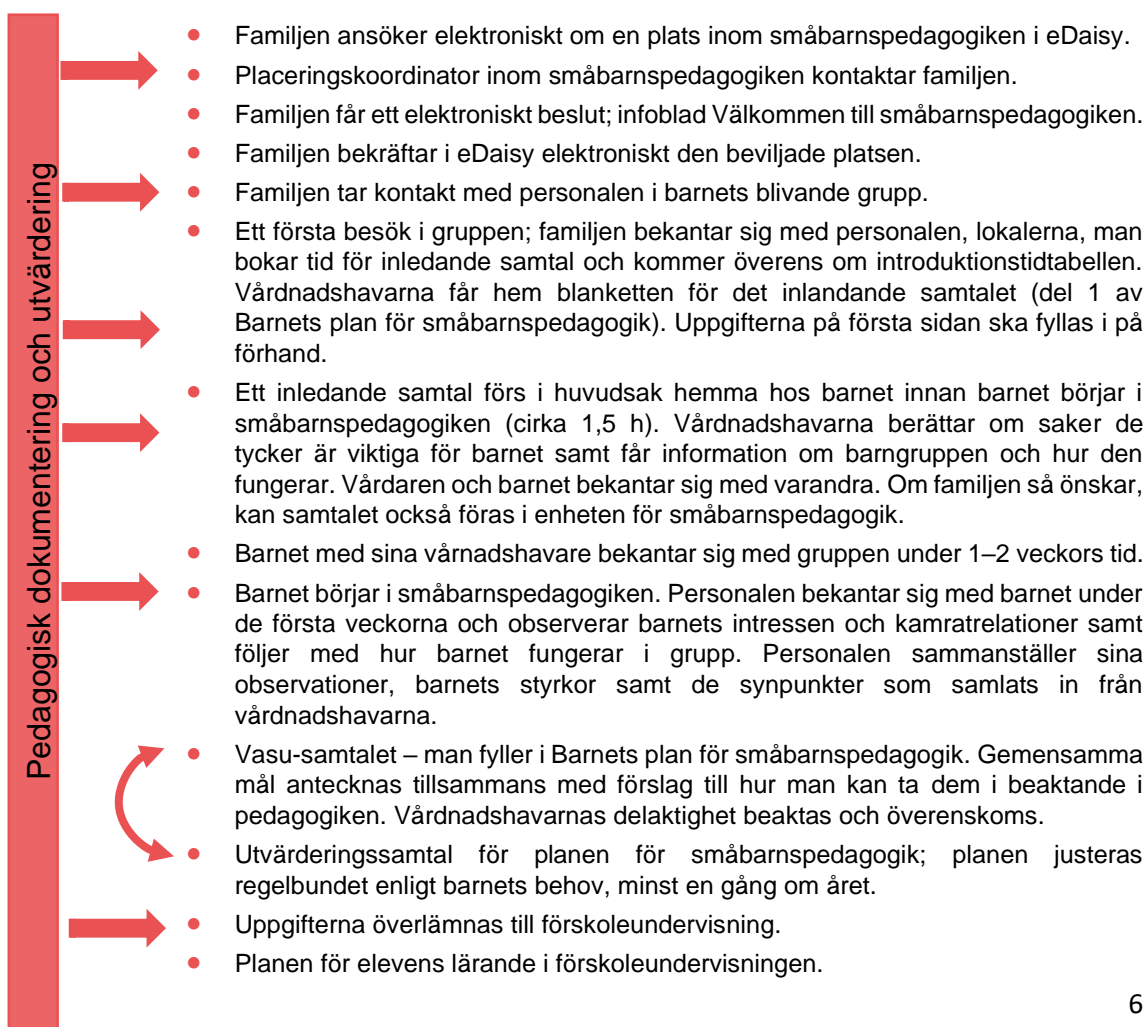 Pedagogisk dokumentering och utvärdering
Familjen ansöker elektroniskt om en plats inom småbarnspedagogiken i eDaisy.
Placeringskoordinator inom småbarnspedagogiken kontaktar familjen.
Familjen får ett elektroniskt beslut; infoblad Välkommen till småbarnspedagogiken.
Familjen bekräftar i eDaisy elektroniskt den beviljade platsen.
Familjen tar kontakt med personalen i barnets blivande grupp.
Ett första besök i gruppen; familjen bekantar sig med personalen, lokalerna, man
bokar tid för inledande samtal och kommer överens om introduktionstidtabellen.
Vårdnadshavarna får hem blanketten för det inlandande samtalet (del 1 av
Barnets plan för småbarnspedagogik). Uppgifterna på första sidan ska fyllas i på
förhand.
Ett inledande samtal förs i huvudsak hemma hos barnet innan barnet börjar i
småbarnspedagogiken (cirka 1,5 h). Vårdnadshavarna berättar om saker de
tycker är viktiga för barnet samt får information om barngruppen och hur den
fungerar. Vårdaren och barnet bekantar sig med varandra. Om familjen så önskar,
kan samtalet också föras i enheten för småbarnspedagogik.
Barnet med sina vårnadshavare bekantar sig med gruppen under 1–2 veckors tid.
Barnet börjar i småbarnspedagogiken. Personalen bekantar sig med barnet under
de första veckorna och observerar barnets intressen och kamratrelationer samt
följer med hur barnet fungerar i grupp. Personalen sammanställer sina
observationer, barnets styrkor samt de synpunkter som samlats in från
vårdnadshavarna.
Vasu-samtalet – man fyller i Barnets plan för småbarnspedagogik. Gemensamma
mål antecknas tillsammans med förslag till hur man kan ta dem i beaktande i
pedagogiken. Vårdnadshavarnas delaktighet beaktas och överenskoms.
Utvärderingssamtal för planen för småbarnspedagogik; planen justeras
regelbundet enligt barnets behov, minst en gång om året.
Uppgifterna överlämnas till förskoleundervisning.
Planen för elevens lärande i förskoleundervisningen.
6